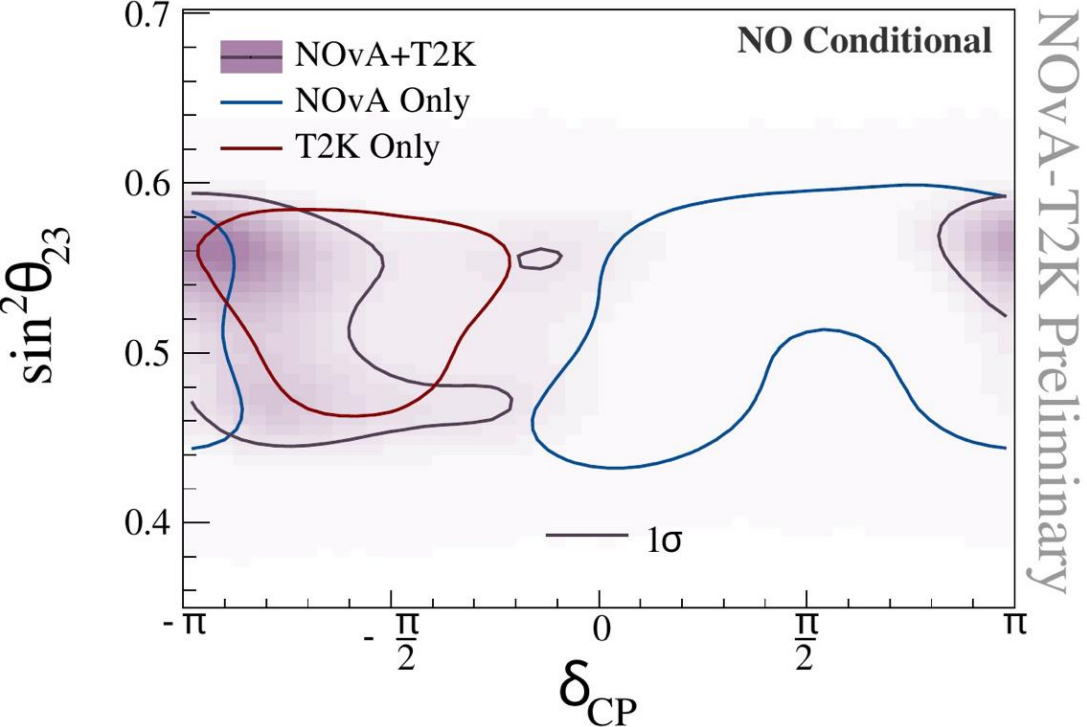 0.7
NO Conditional
NOvA+T2K
NOvA Only
T2K Only
0.6
sin²θ₂₃
0.5
0.4
1σ
-π
-π/2
0
π/2
π
δCP
NOvA-T2K Preliminary